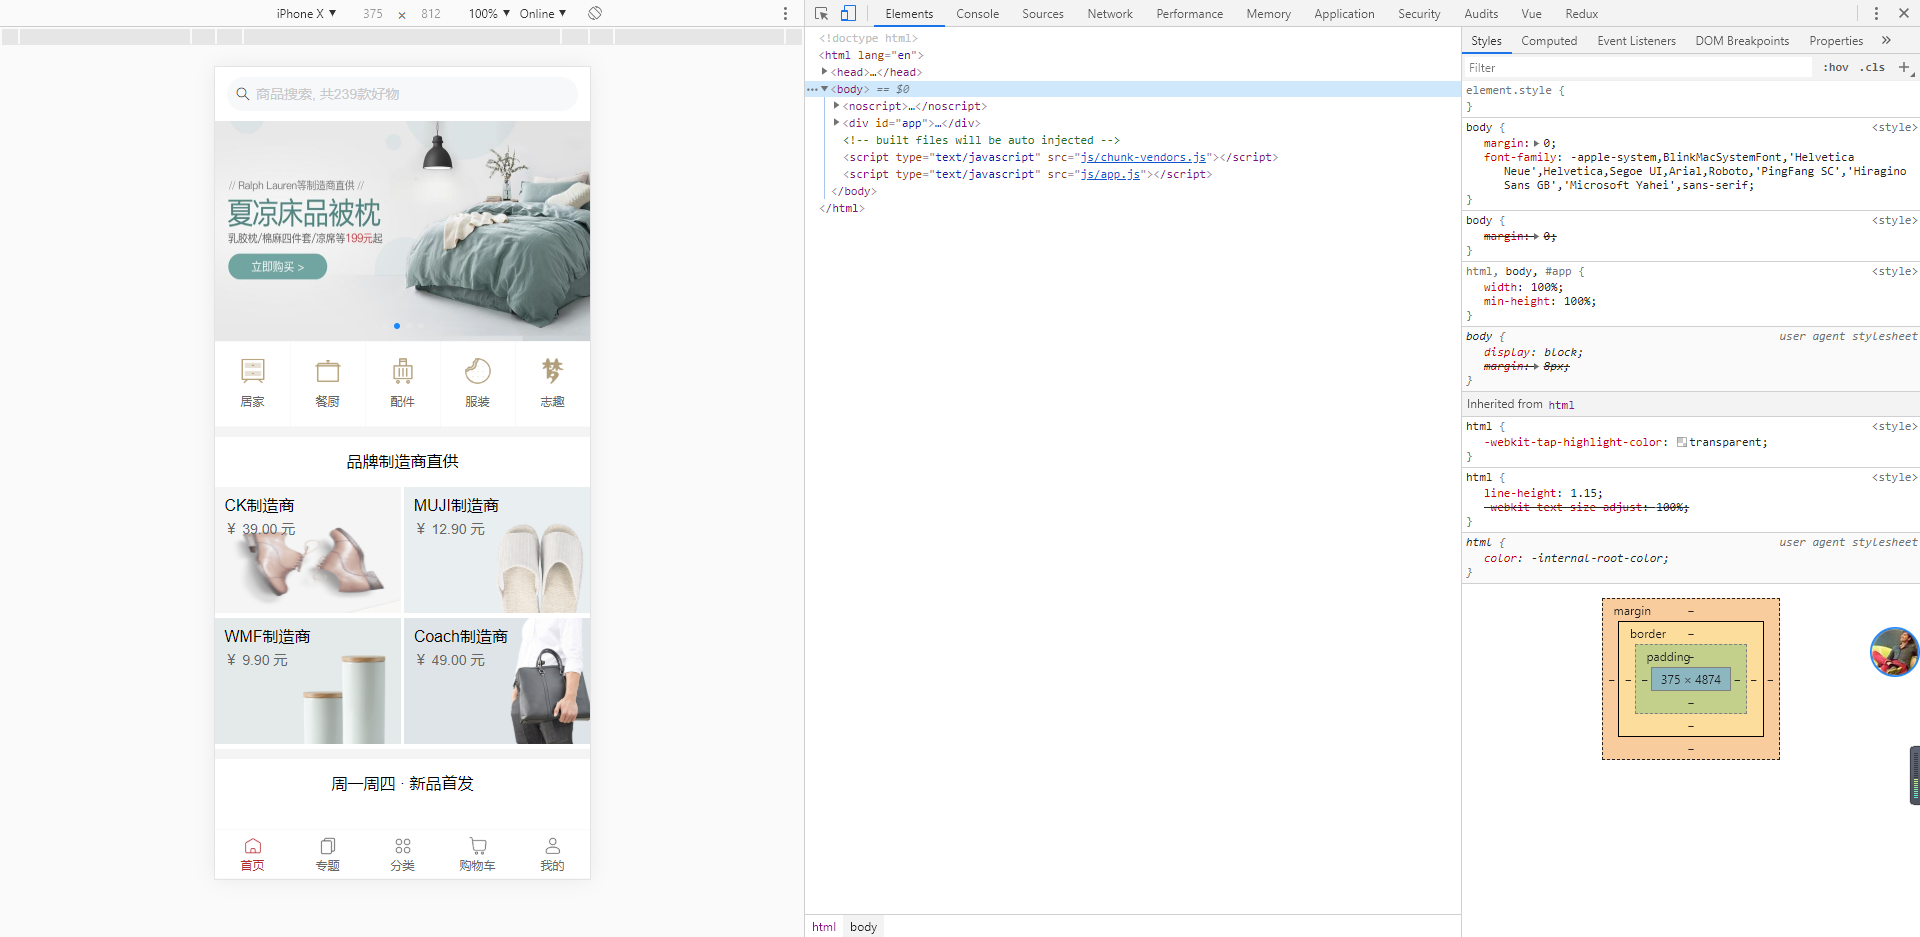 iPhone X ▼ 375 × 812 100% ▼ Online ▼
商品搜索, 共239款好物
// Ralph Lauren等制造商直供 //
夏凉床品被枕
乳胶枕/棉麻四件套/凉席等199元起
立即购买 >
居家 餐厨 配件 服装 志趣
品牌制造商直供
CK制造商
¥ 39.00 元
MUJI制造商
¥ 12.90 元
WMF制造商
¥ 9.90 元
Coach制造商
¥ 49.00 元
周一周四 · 新品首发
首页 专题 分类 购物车 我的
Elements Console Sources Network Performance Memory Application Security Audits Vue Redux
<!doctype html>
<html lang="en">
<head>…</head>
<body> == $0
<noscript>…</noscript>
<div id="app">…</div>
<!-- built files will be auto injected -->
<script type="text/javascript" src="js/chunk-vendors.js"></script>
<script type="text/javascript" src="js/app.js"></script>
</body>
</html>
html body
Styles Computed Event Listeners DOM Breakpoints Properties »
Filter :hov .cls +
element.style {
}
body { <style>
margin: 0;
font-family: -apple-system,BlinkMacSystemFont,'Helvetica
Neue',Helvetica,Segoe UI,Arial,Roboto,'PingFang SC','Hiragino
Sans GB','Microsoft Yahei',sans-serif;
}
body { <style>
margin: 0;
}
html, body, #app { <style>
width: 100%;
min-height: 100%;
}
body { user agent stylesheet
display: block;
margin: 8px;
}
Inherited from html
html { <style>
-webkit-tap-highlight-color: transparent;
}
html { <style>
line-height: 1.15;
-webkit-text-size-adjust: 100%;
}
html { user agent stylesheet
color: -internal-root-color;
}
margin –
border –
padding –
– – – 375 × 4874 – – –
–
–
–